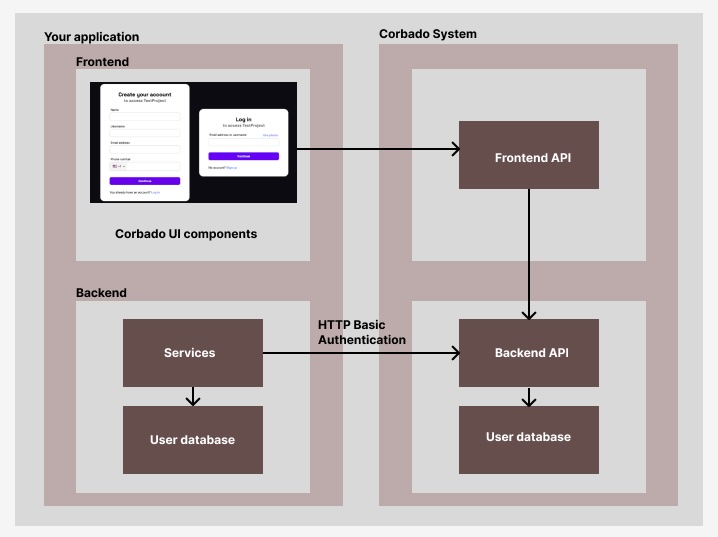 Your application
Corbado System
Frontend
Create your account
to access TestProject
Name
Username
Email address
Phone number
+1
Continue
You already have an account? Log in
Log in
to access TestProject
Email address or username
Continue
No account? Sign up
Corbado UI components
Frontend API
Backend
HTTP Basic
Authentication
Services
Backend API
User database
User database